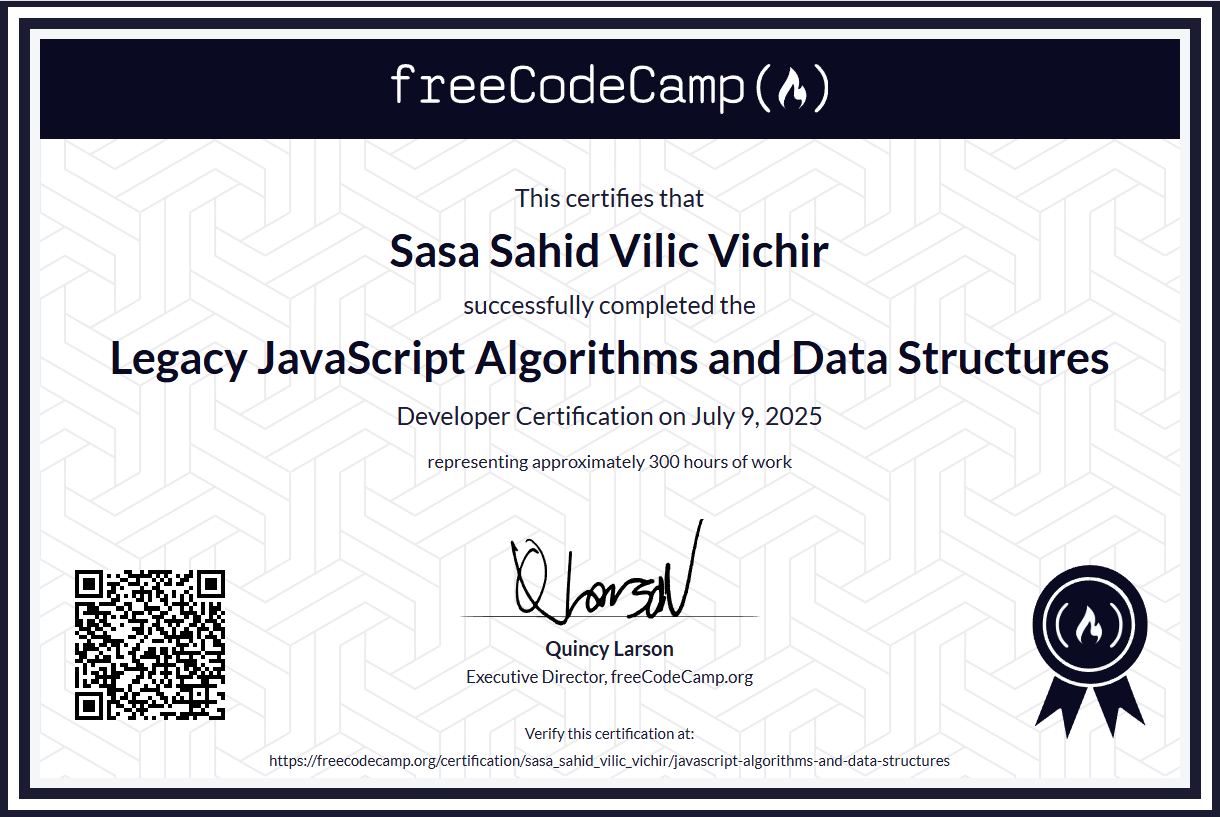 freeCodeCamp
This certifies that
Sasa Sahid Vilic Vichir
successfully completed the
Legacy JavaScript Algorithms and Data Structures
Developer Certification on July 9, 2025
representing approximately 300 hours of work
Q Larson
Quincy Larson
Executive Director, freeCodeCamp.org
Verify this certification at:
https://freecodecamp.org/certification/sasa_sahid_vilic_vichir/javascript-algorithms-and-data-structures